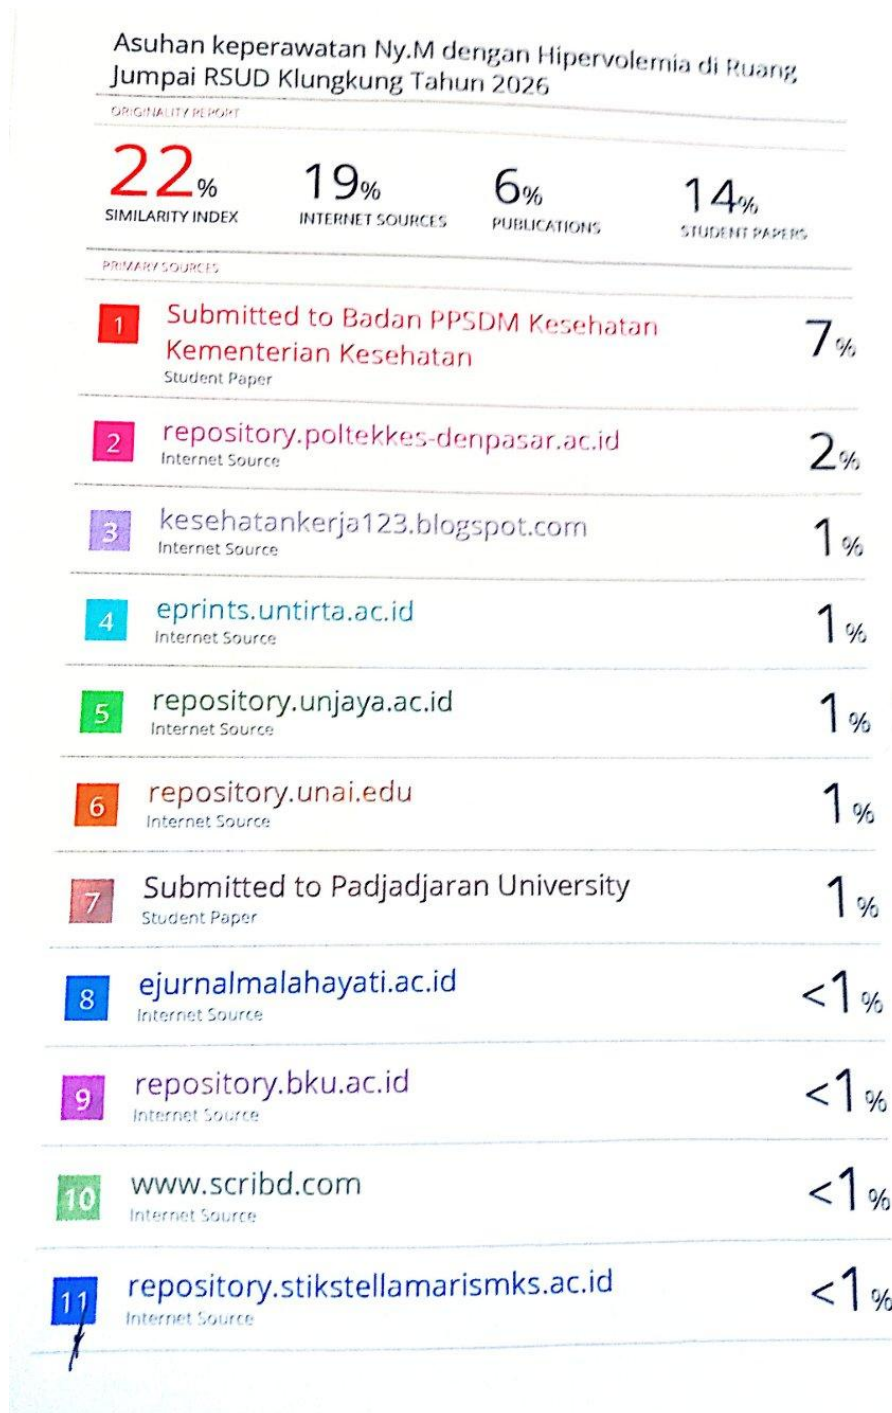 Asuhan keperawatan Ny.M dengan Hipervolemia di Ruang
Jumpai RSUD Klungkung Tahun 2026
ORIGINALITY REPORT
22% 19% 6% 14%
SIMILARITY INDEX INTERNET SOURCES PUBLICATIONS STUDENT PAPERS
PRIMARY SOURCES
1 Submitted to Badan PPSDM Kesehatan
Kementerian Kesehatan 7%
Student Paper
2 repository.poltekkes-denpasar.ac.id 2%
Internet Source
3 kesehatankerja123.blogspot.com 1%
Internet Source
4 eprints.untirta.ac.id 1%
Internet Source
5 repository.unjaya.ac.id 1%
Internet Source
6 repository.unai.edu 1%
Internet Source
7 Submitted to Padjadjaran University 1%
Student Paper
8 ejurnalmalahayati.ac.id <1%
Internet Source
9 repository.bku.ac.id <1%
Internet Source
10 www.scribd.com <1%
Internet Source
11 repository.stikstellamarismks.ac.id <1%
Internet Source